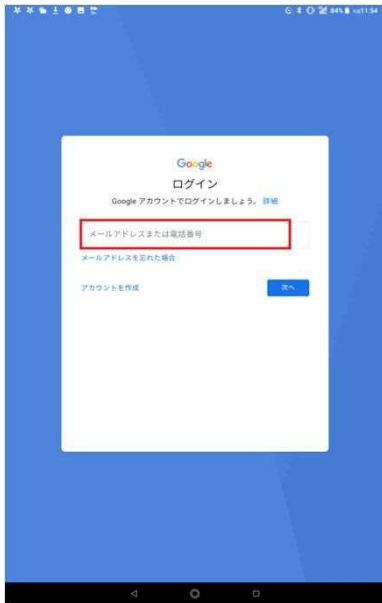 84% 11:54
Google
ログイン
Google アカウントでログインしましょう。 詳細
メールアドレスまたは電話番号
メールアドレスを忘れた場合
アカウントを作成
次へ